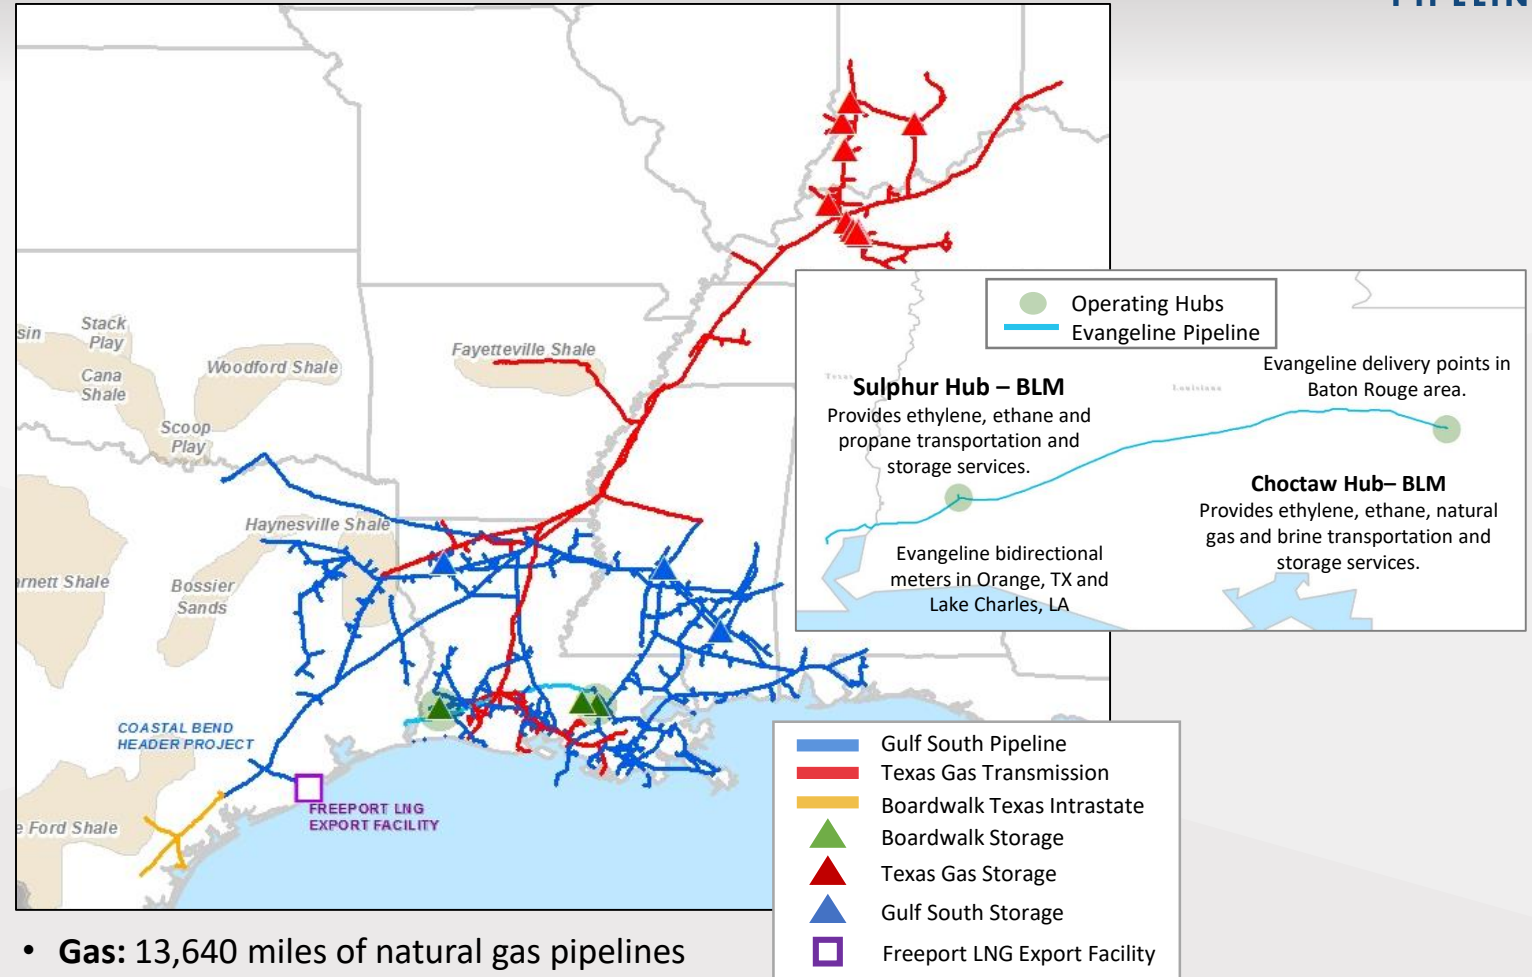 Stack
Play
Cana
Shale
Woodford Shale
Scoop
Play
Fayetteville Shale
Haynesville Shale
Bossier
Sands
Shale
COASTAL BEND
HEADER PROJECT
FREEPORT LNG
EXPORT FACILITY
Ford Shale
Operating Hubs
Evangeline Pipeline
Texas
Louisiana
Evangeline delivery points in
Baton Rouge area.
Sulphur Hub – BLM
Provides ethylene, ethane and
propane transportation and
storage services.
Choctaw Hub– BLM
Provides ethylene, ethane, natural
gas and brine transportation and
storage services.
Evangeline bidirectional
meters in Orange, TX and
Lake Charles, LA
Gulf South Pipeline
Texas Gas Transmission
Boardwalk Texas Intrastate
Boardwalk Storage
Texas Gas Storage
Gulf South Storage
Freeport LNG Export Facility
• Gas: 13,640 miles of natural gas pipelines